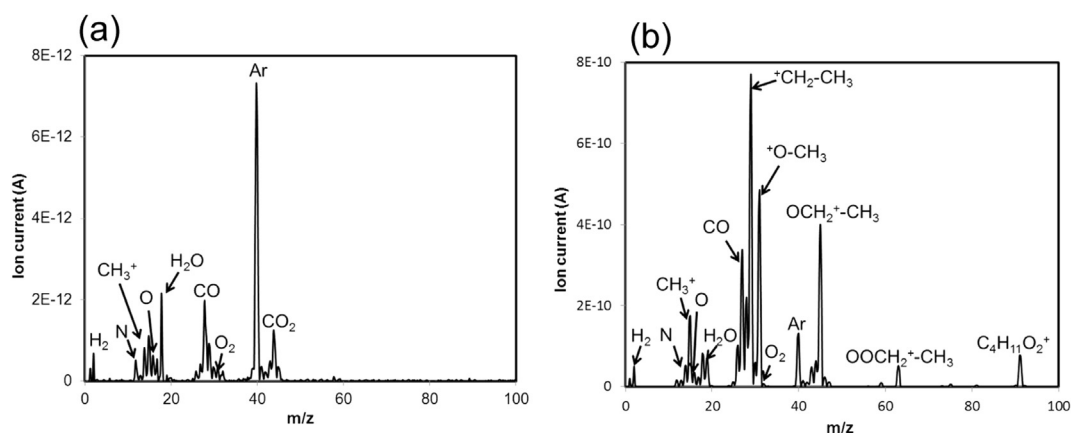 (a)
8E-12
6E-12
4E-12
2E-12
0
Ion current (A)
Ar
H₂O
CH₃⁺
O
N
H₂
CO
O₂
CO₂
0 20 40 60 80 100
m/z
(b)
8E-10
6E-10
4E-10
2E-10
0
Ion current (A)
⁺CH₂-CH₃
⁺O-CH₃
OCH₂⁺-CH₃
CO
CH₃⁺
O
H₂
N
H₂O
O₂
Ar
OOCH₂⁺-CH₃
C₄H₁₁O₂⁺
0 20 40 60 80 100
m/z